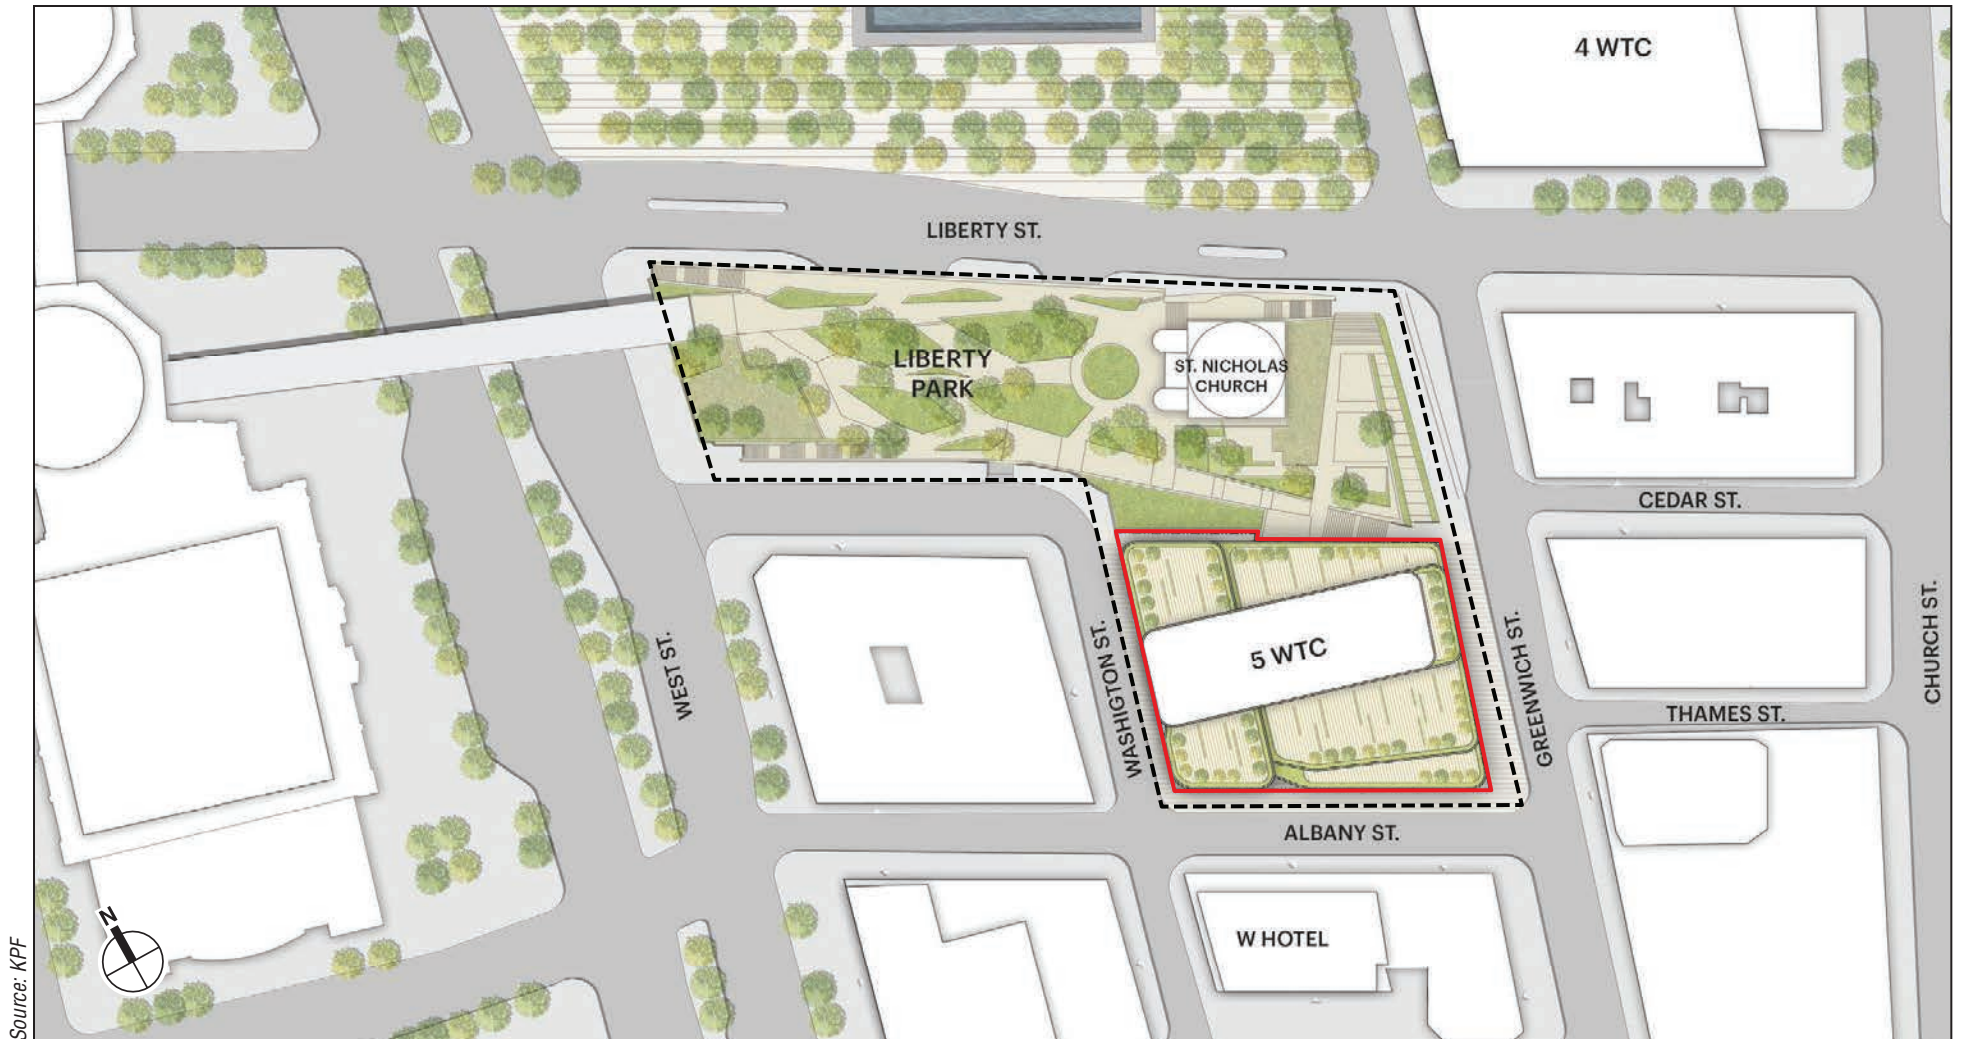 4 WTC
LIBERTY ST.
LIBERTY
PARK
ST. NICHOLAS
CHURCH
CEDAR ST.
5 WTC
WEST ST.
WASHIGTON ST.
GREENWICH ST.
CHURCH ST.
THAMES ST.
ALBANY ST.
W HOTEL
N
Source: KPF